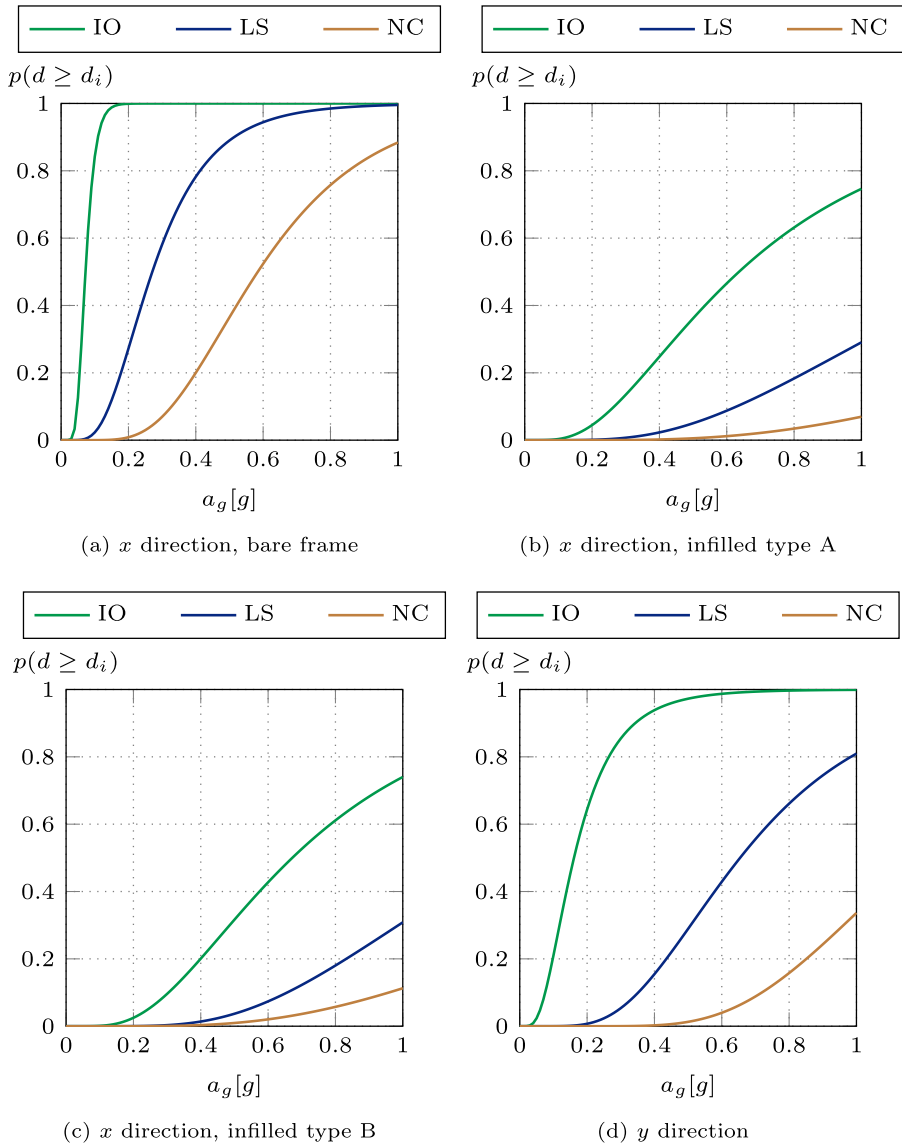 IO LS NC
IO LS NC
p(d ≥ d_i)
p(d ≥ d_i)
1
0.8
0.6
0.4
0.2
0
0 0.2 0.4 0.6 0.8 1
a_g[g]
1
0.8
0.6
0.4
0.2
0
0 0.2 0.4 0.6 0.8 1
a_g[g]
(a) x direction, bare frame
(b) x direction, infilled type A
IO LS NC
IO LS NC
p(d ≥ d_i)
p(d ≥ d_i)
1
0.8
0.6
0.4
0.2
0
0 0.2 0.4 0.6 0.8 1
a_g[g]
1
0.8
0.6
0.4
0.2
0
0 0.2 0.4 0.6 0.8 1
a_g[g]
(c) x direction, infilled type B
(d) y direction